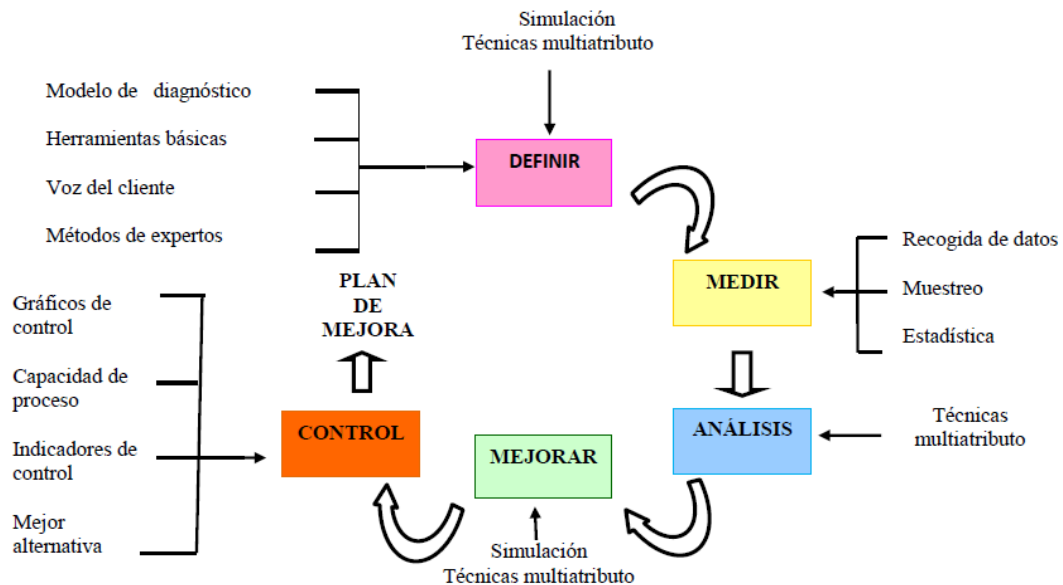 Simulación
Técnicas multiatributo
Modelo de diagnóstico
Herramientas básicas
Voz del cliente
Métodos de expertos
DEFINIR
Recogida de datos
Muestreo
Estadística
MEDIR
PLAN
DE
MEJORA
Gráficos de
control
Capacidad de
proceso
Indicadores de
control
Mejor
alternativa
CONTROL
MEJORAR
ANÁLISIS
Técnicas
multiatributo
Simulación
Técnicas multiatributo